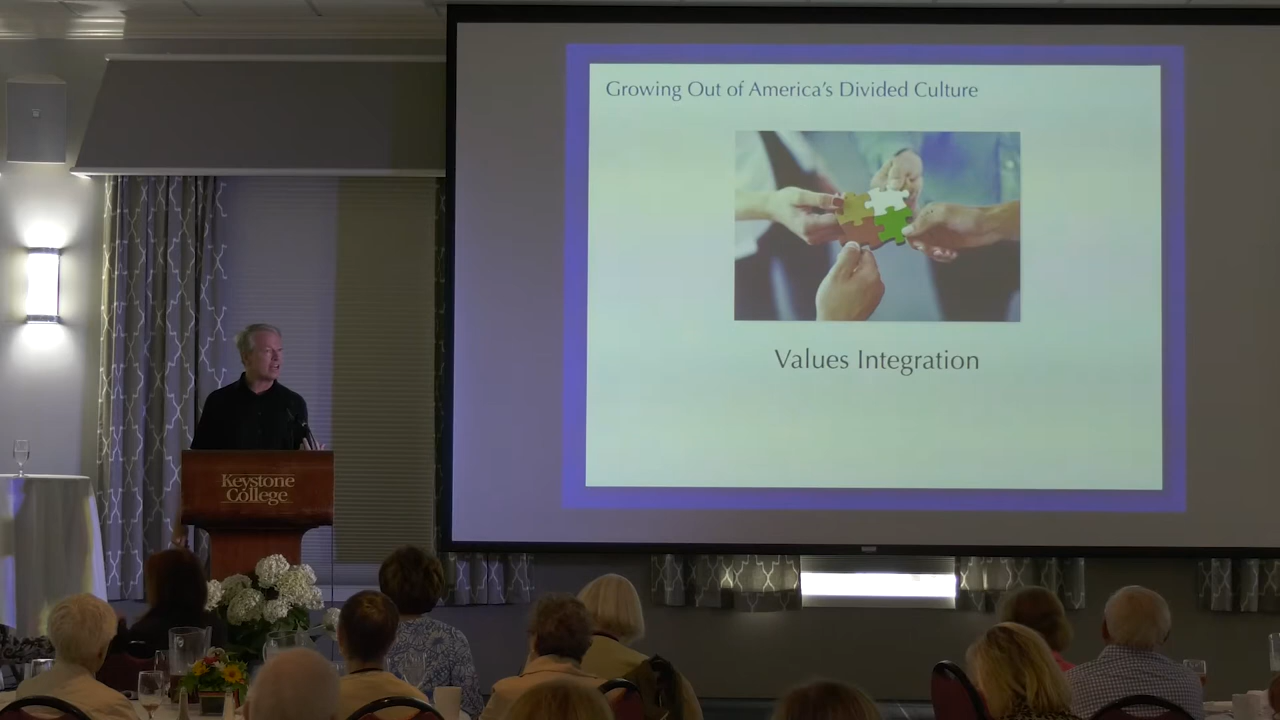 Growing Out of America's Divided Culture
Values Integration
Keystone
College